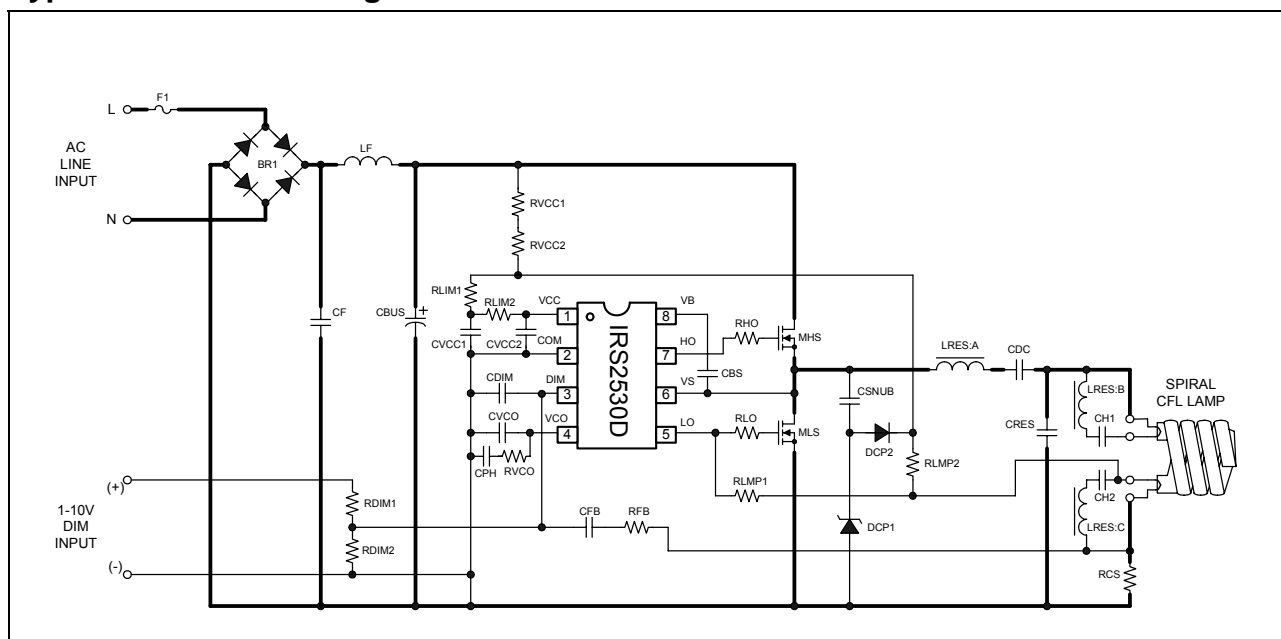 L
F1
AC
LINE
INPUT
BR1
LF
N
RVCC1
RVCC2
CF
CBUS
+
RLIM1
RLIM2
VCC
1
8
VB
CVCC1
CVCC2
COM
2
7
HO
RHO
MHS
CDIM
DIM
3
6
VS
CBS
CVCO
VCO
4
5
LO
RLO
MLS
IRS2530D
CPH
RVCO
CSNUB
LRES:A
CDC
LRES:B
CH1
SPIRAL
CFL LAMP
CRES
DCP2
RLMP2
RLMP1
CH2
LRES:C
(+)
1-10V
DIM
INPUT
(-)
RDIM1
RDIM2
CFB
RFB
DCP1
RCS